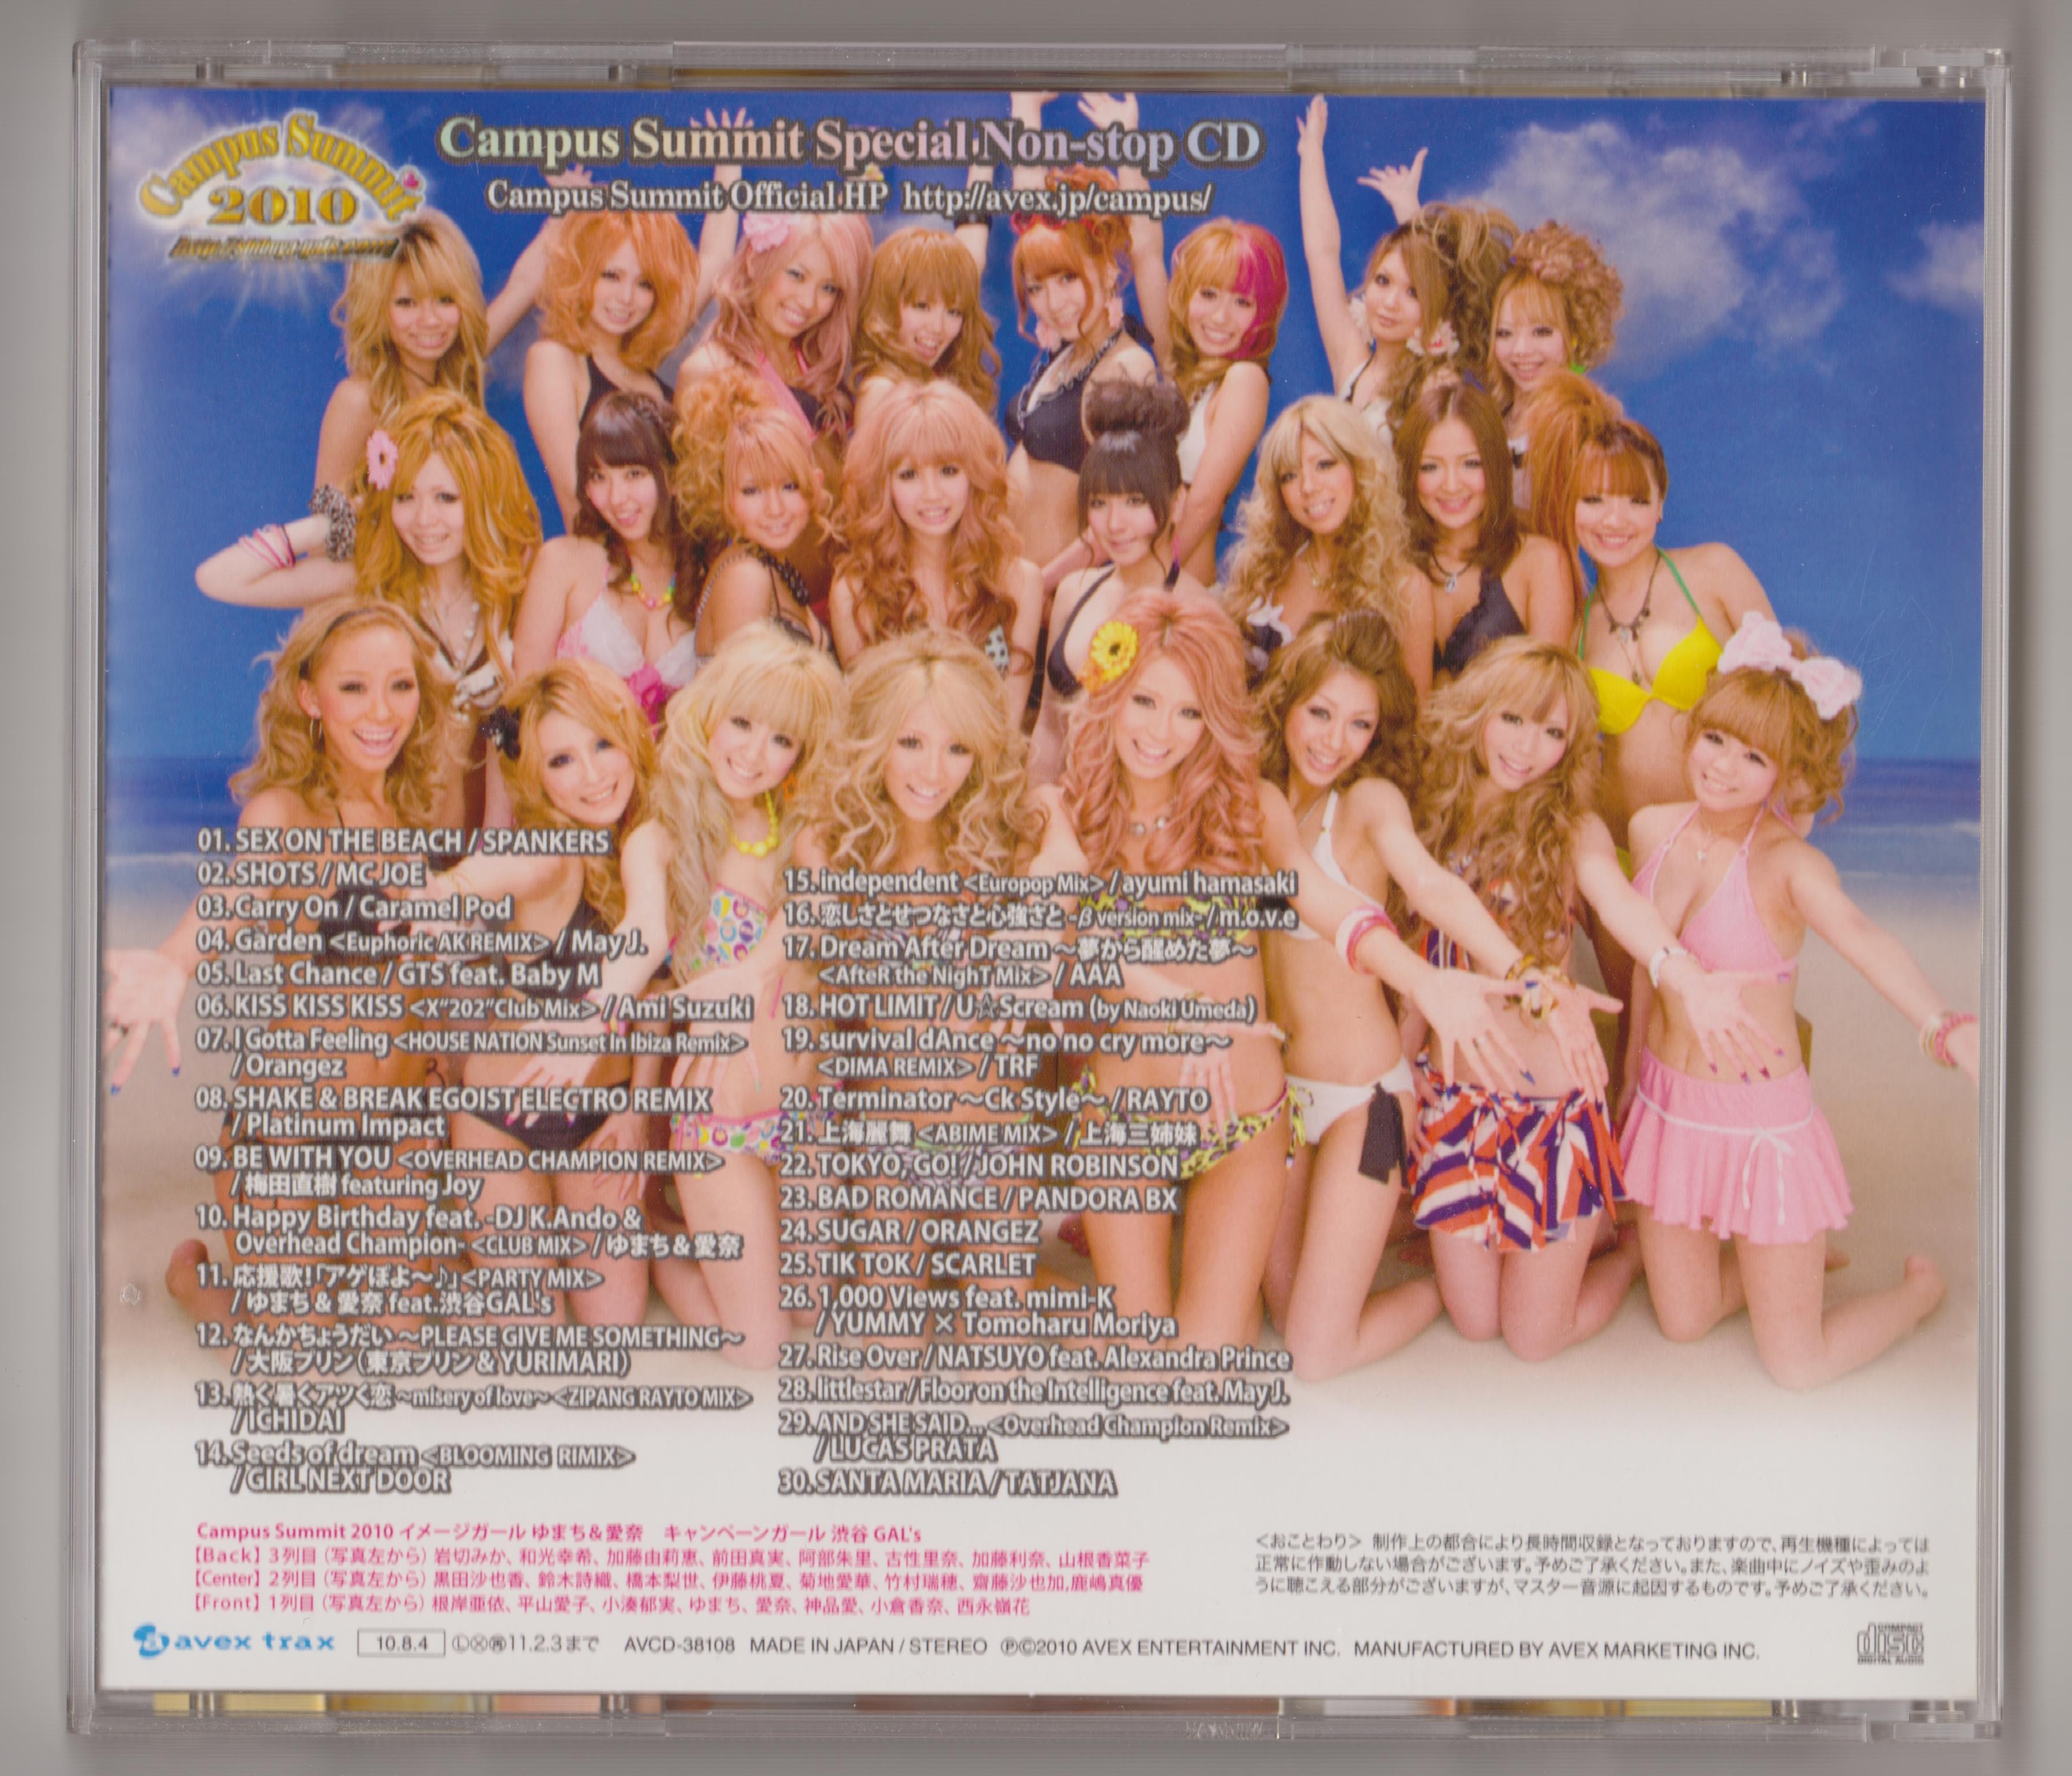 Campus Summit
2010
Campus Summit Special Non-stop CD
Campus Summit Official HP http://avex.jp/campus/
01. SEX ON THE BEACH / SPANKERS
02. SHOTS / MC JOE
03. Carry On / Caramel Pod
04. Garden <Euphoric AK REMIX> / May J.
05. Last Chance / GTS feat. Baby M
06. KISS KISS KISS <X"202"Club Mix> / Ami Suzuki
07. I Gotta Feeling <HOUSE NATION Sunset In Ibiza Remix>
/ Orangez
08. SHAKE & BREAK EGOIST ELECTRO REMIX
/ Platinum Impact
09. BE WITH YOU <OVERHEAD CHAMPION REMIX>
/ 梅田直樹 featuring Joy
10. Happy Birthday feat. -DJ K.Ando &
Overhead Champion- <CLUB MIX> / ゆまち & 愛奈
11. 応援歌!「アゲぽよ〜♪」<PARTY MIX>
/ ゆまち & 愛奈 feat.渋谷GAL's
12. なんかちょうだい 〜PLEASE GIVE ME SOMETHING〜
/ 大阪プリン(東京プリン & YURIMARI)
13. 熱く暑くアツく恋 〜misery of love〜 <ZIPANG RAYTO MIX>
/ ICHIDAI
14. Seeds of dream <BLOOMING RIMIX>
/ GIRL NEXT DOOR
15. independent <Europop Mix> / ayumi hamasaki
16. 恋しさとせつなさと心強さと -β version mix- / m.o.v.e
17. Dream After Dream 〜夢から醒めた夢〜
<AfteR the NighT Mix> / AAA
18. HOT LIMIT / U☆Scream (by Naoki Umeda)
19. survival dAnce 〜no no cry more〜
<DIMA REMIX> / TRF
20. Terminator 〜Ck Style〜 / RAYTO
21. 上海麗舞 <ABIME MIX> / 上海三姉妹
22. TOKYO, GO! / JOHN ROBINSON
23. BAD ROMANCE / PANDORA BX
24. SUGAR / ORANGEZ
25. TIK TOK / SCARLET
26. 1,000 Views feat. mimi-K
/ YUMMY × Tomoharu Moriya
27. Rise Over / NATSUYO feat. Alexandra Prince
28. littlestar / Floor on the Intelligence feat. May J.
29. AND SHE SAID... <Overhead Champion Remix>
/ LUCAS PRATA
30. SANTA MARIA / TATJANA
Campus Summit 2010 イメージガール ゆまち&愛奈 キャンペーンガール 渋谷 GAL's
【Back】3列目(写真左から)岩切みか、和光幸希、加藤由莉恵、前田真実、阿部朱里、古性里奈、加藤利奈、山根香菜子
【Center】2列目(写真左から)黒田沙也香、鈴木詩織、橋本梨世、伊藤桃夏、菊地愛華、竹村瑞穂、齋藤沙也加,鹿嶋真優
【Front】1列目(写真左から)根岸亜依、平山愛子、小湊郁実、ゆまち、愛奈、神品愛、小倉香奈、西永嶺花
<おことわり> 制作上の都合により長時間収録となっておりますので、再生機種によっては
正常に作動しない場合がございます。予めご了承ください。また、楽曲中にノイズや歪みのよ
うに聴こえる部分がございますが、マスター音源に起因するものです。予めご了承ください。
avex trax 10.8.4 Ⓛ Ⓧ ㊞ 11.2.3まで AVCD-38108 MADE IN JAPAN / STEREO ℗©2010 AVEX ENTERTAINMENT INC. MANUFACTURED BY AVEX MARKETING INC.
COMPACT
disc
DIGITAL AUDIO